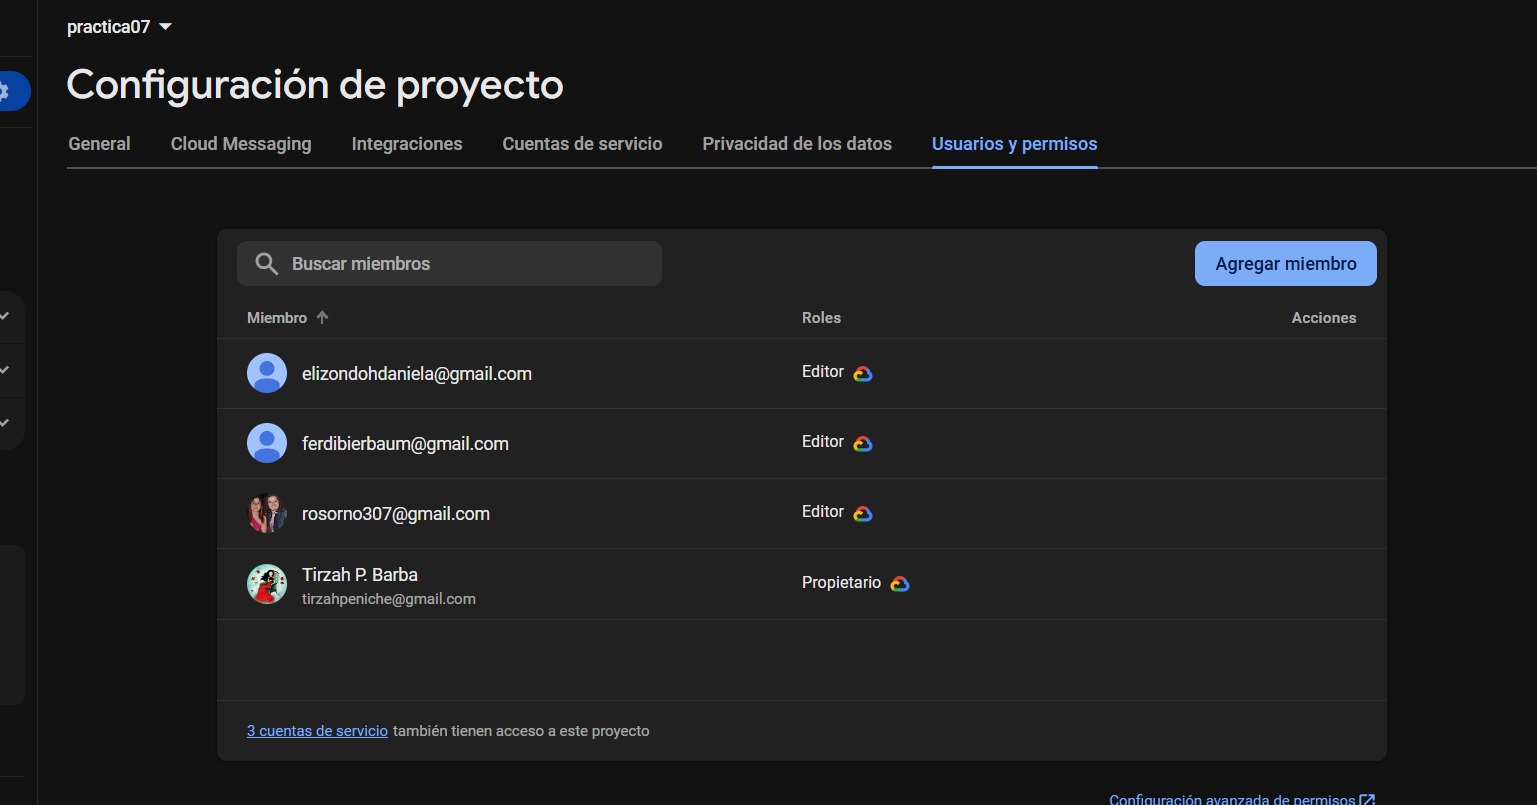 practica07
Configuración de proyecto
General Cloud Messaging Integraciones Cuentas de servicio Privacidad de los datos Usuarios y permisos
Buscar miembros Agregar miembro
Miembro Roles Acciones
elizondohdaniela@gmail.com Editor
ferdibierbaum@gmail.com Editor
rosorno307@gmail.com Editor
Tirzah P. Barba Propietario
tirzahpeniche@gmail.com
3 cuentas de servicio también tienen acceso a este proyecto
Configuración avanzada de permisos